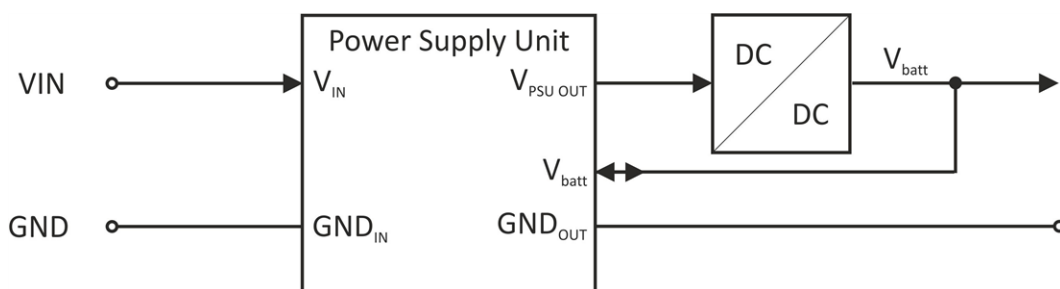 Power Supply Unit
VIN
V_IN
V_PSU OUT
DC
DC
V_batt
V_batt
GND
GND_IN
GND_OUT